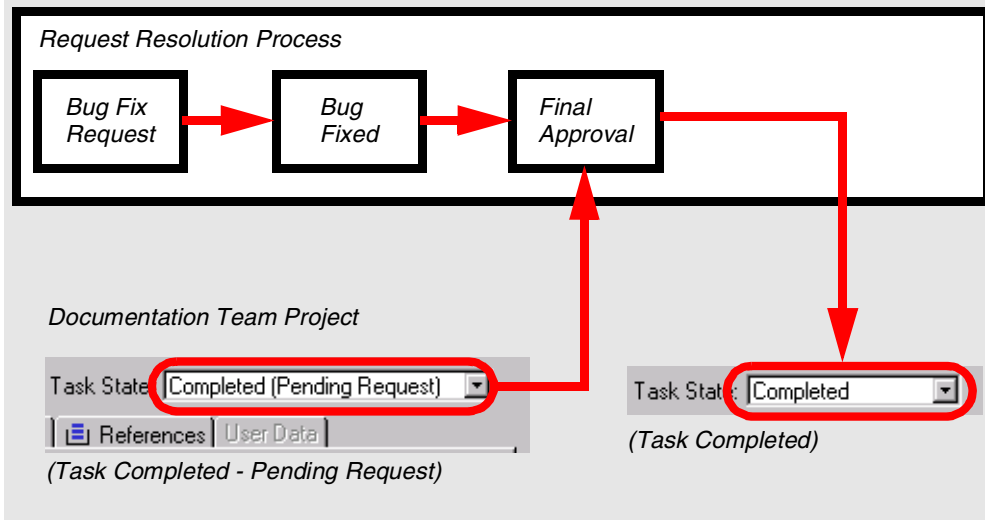 Request Resolution Process
Bug Fix
Request
Bug
Fixed
Final
Approval
Documentation Team Project
Task State: Completed (Pending Request)
References User Data
(Task Completed - Pending Request)
Task State: Completed
(Task Completed)